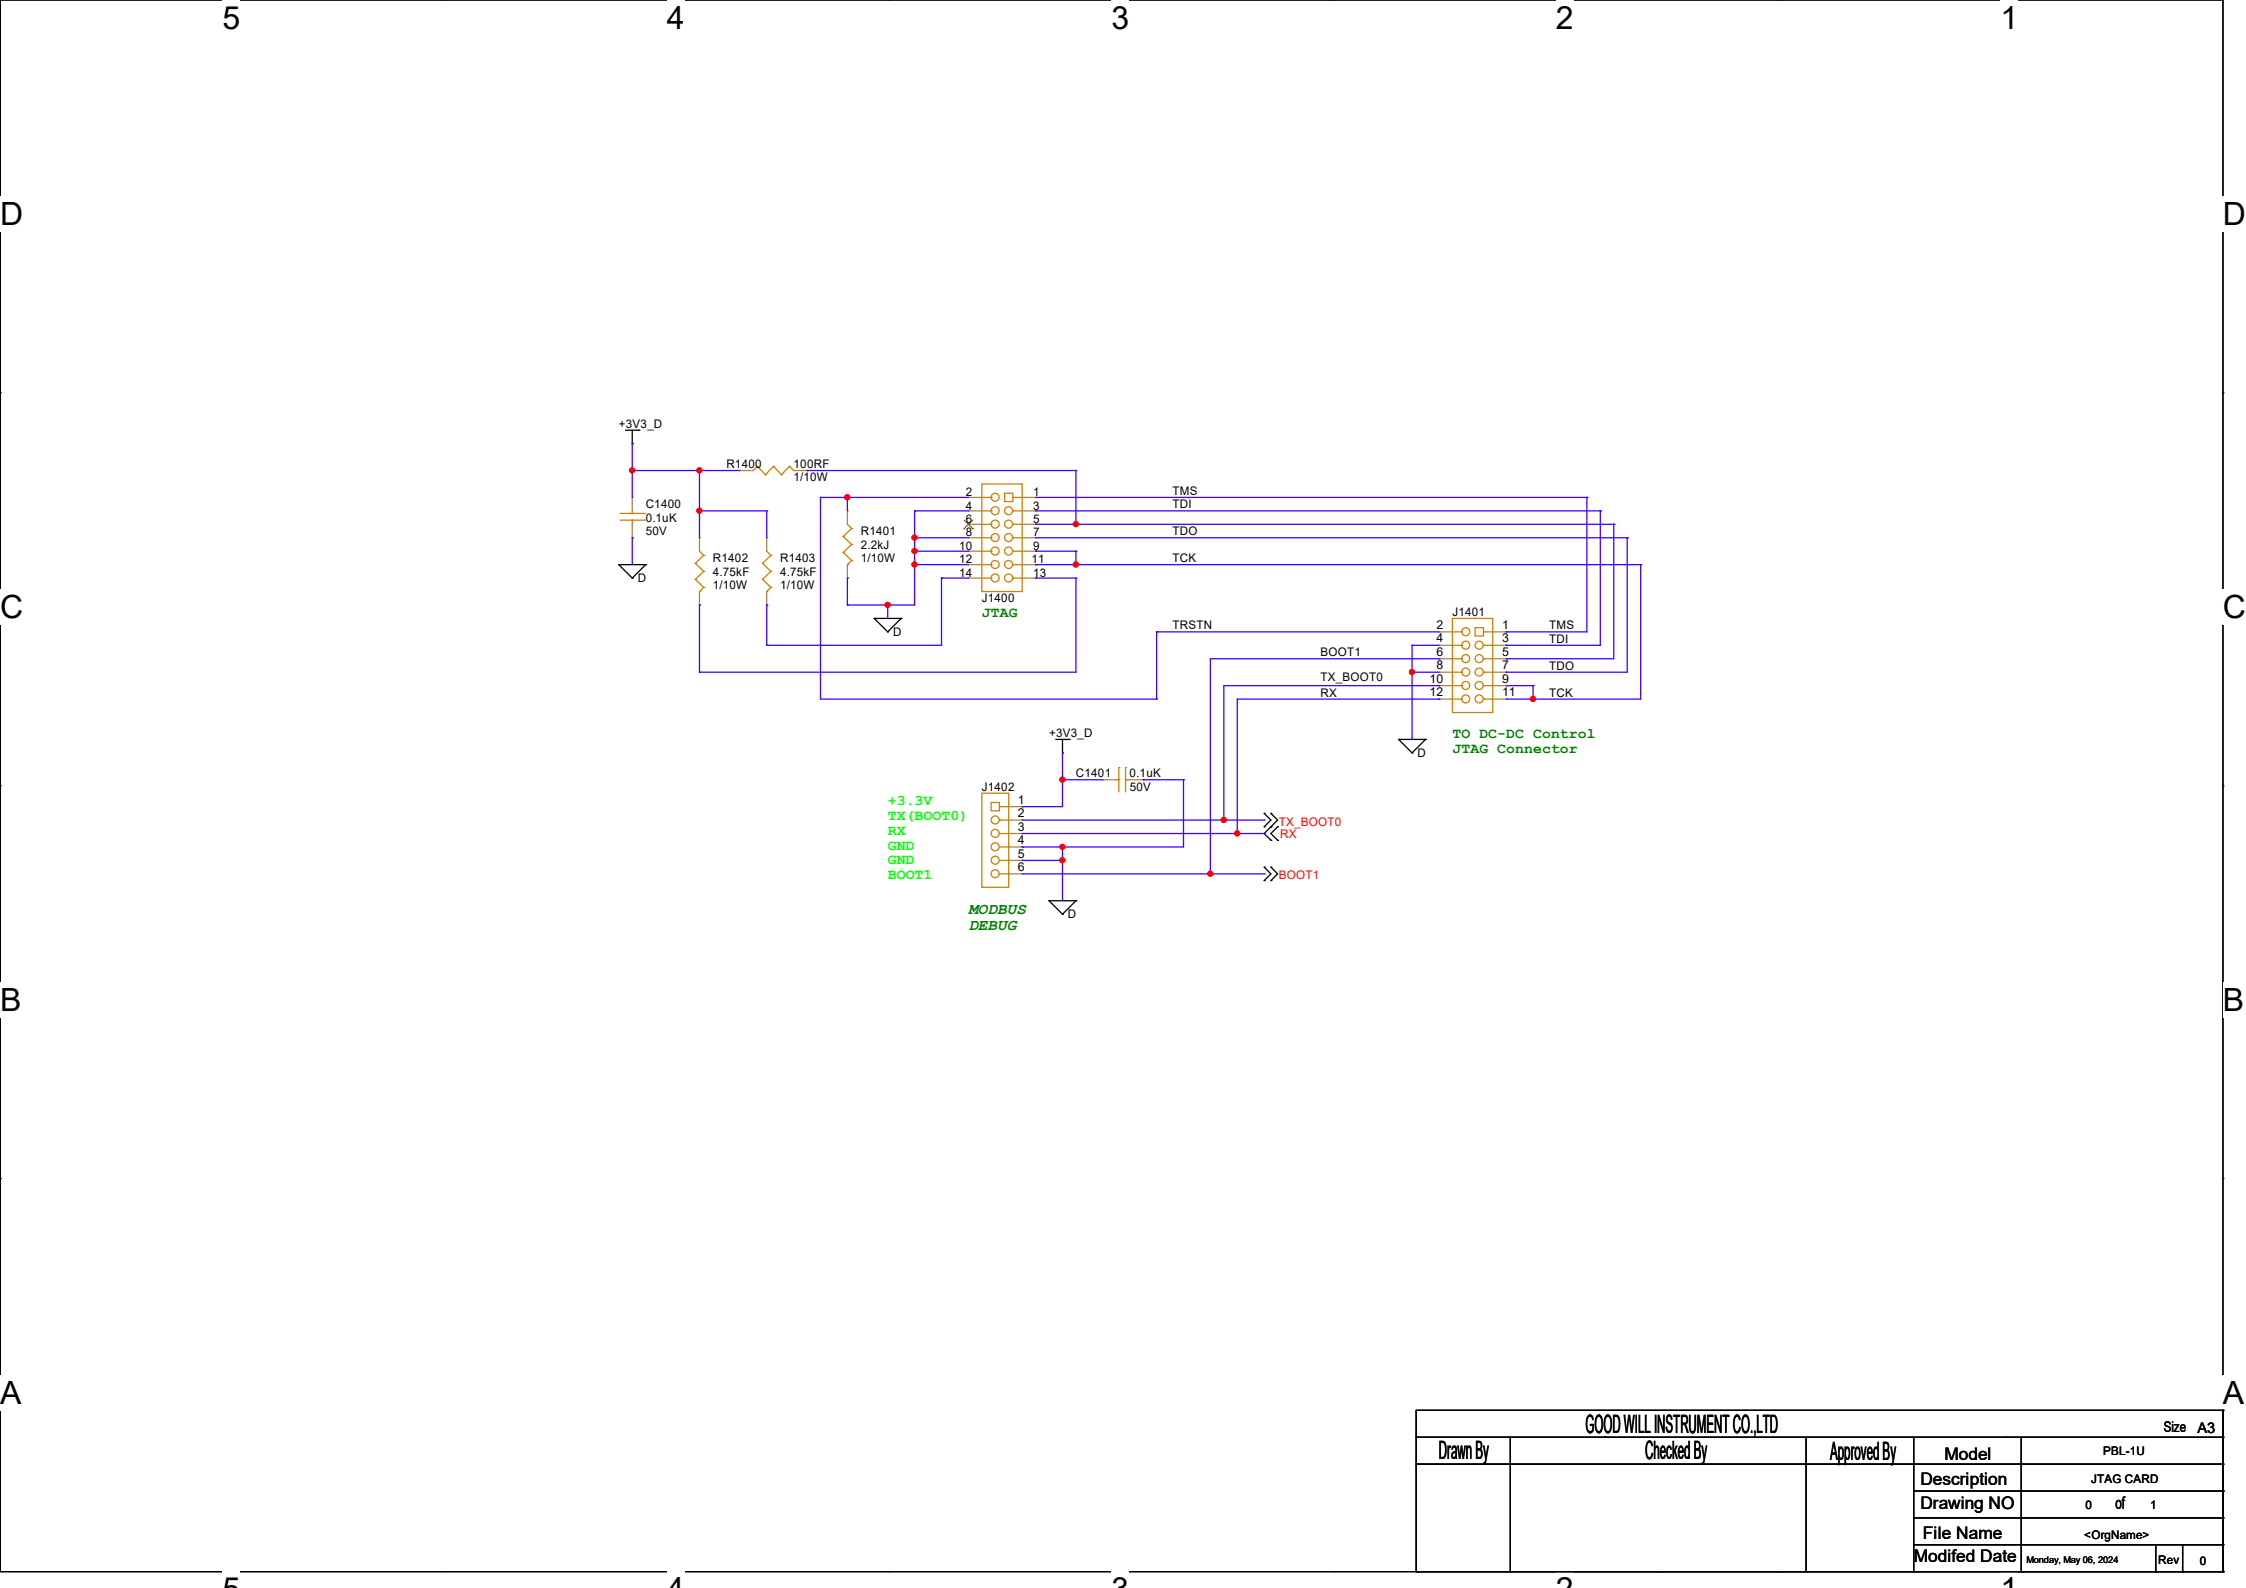 5 4 3 2 1
D D
+3V3_D
R1400 100RF
1/10W
C1400
0.1uK
50V
R1402
4.75kF
1/10W
R1403
4.75kF
1/10W
R1401
2.2kJ
1/10W
2 1
4 3
6 5
8 7
10 9
12 11
14 13
J1400
JTAG
TMS
TDI
TDO
TCK
D
D
C C
TRSTN
BOOT1
TX_BOOT0
RX
J1401
2 1 TMS
4 3 TDI
6 5
8 7 TDO
10 9
12 11 TCK
D
TO DC-DC Control
JTAG Connector
+3V3_D
C1401 0.1uK
50V
J1402
+3.3V 1
TX(BOOT0) 2
RX 3
GND 4
GND 5
BOOT1 6
TX_BOOT0
RX
BOOT1
D
MODBUS
DEBUG
B B
A A
GOOD WILL INSTRUMENT CO.,LTD Size A3
Drawn By Checked By Approved By Model PBL-1U
Description JTAG CARD
Drawing NO 0 of 1
File Name <OrgName>
Modifed Date Monday, May 06, 2024 Rev 0
5 4 3 2 1